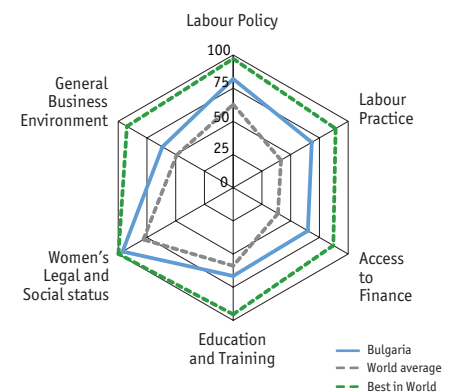 Labour Policy
100
75
50
25
0
General
Business
Environment
Labour
Practice
Women's
Legal and
Social status
Access
to
Finance
Education
and Training
Bulgaria
World average
Best in World